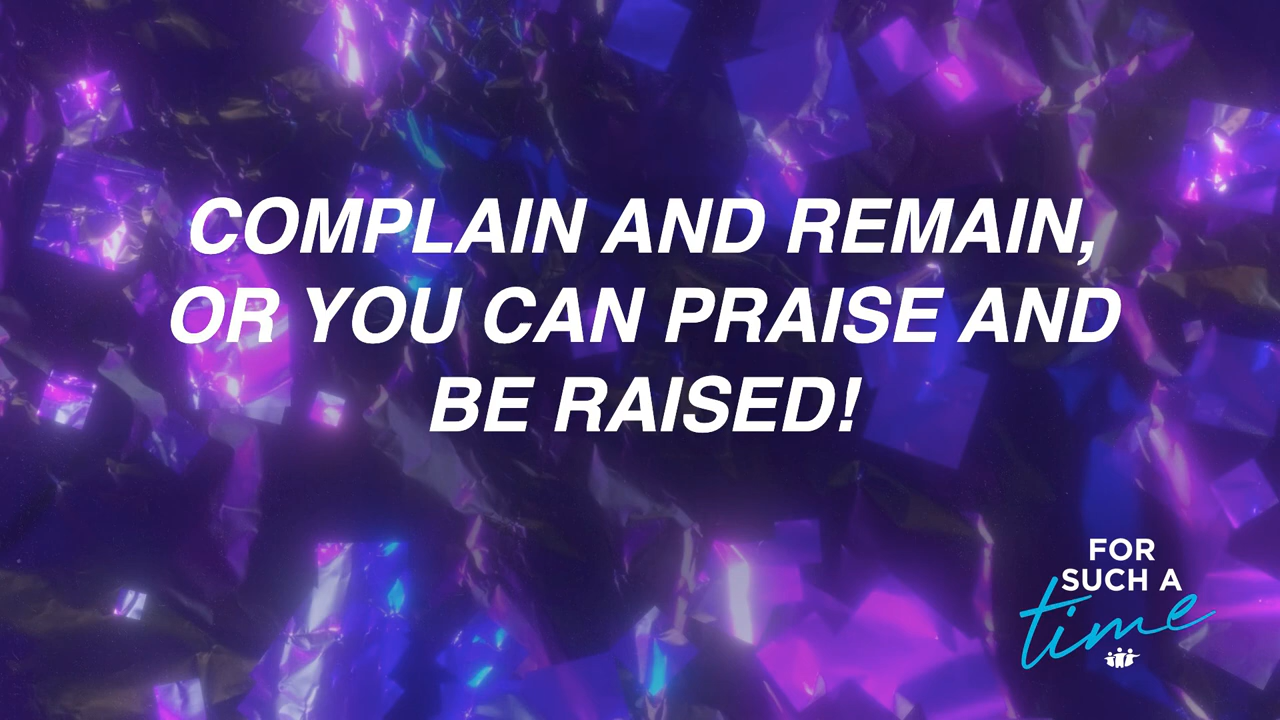 COMPLAIN AND REMAIN,
OR YOU CAN PRAISE AND
BE RAISED!
FOR
SUCH A
time